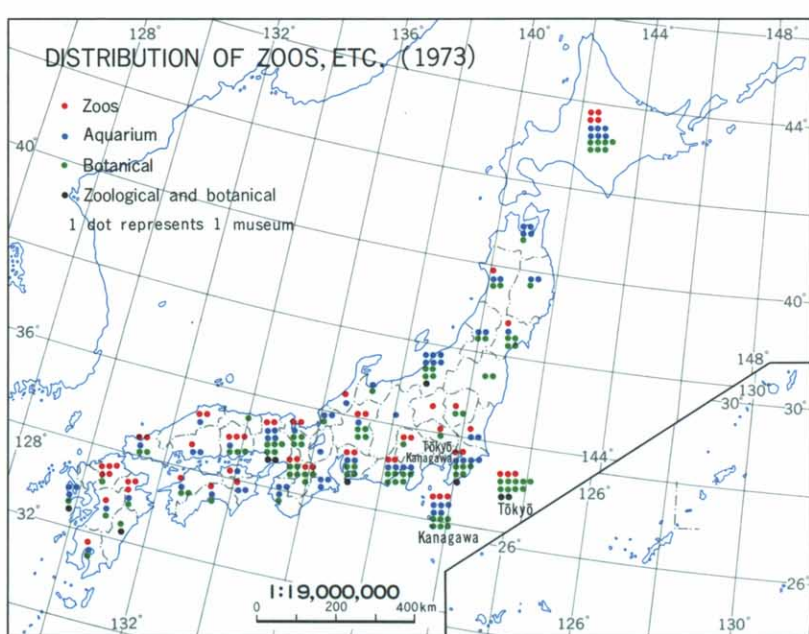 128° 136° 140° 144° 148°
DISTRIBUTION OF ZOOS, ETC. (1973)
Zoos
Aquarium
Botanical
Zoological and botanical
1 dot represents 1 museum
40°
44°
40°
36°
148°
130°
30°
30°
128°
Tōkyō
Kanagawa
144°
126°
32°
Tōkyō
Kanagawa
26°
1:19,000,000
0 200 400km
26°
132° 126° 130°